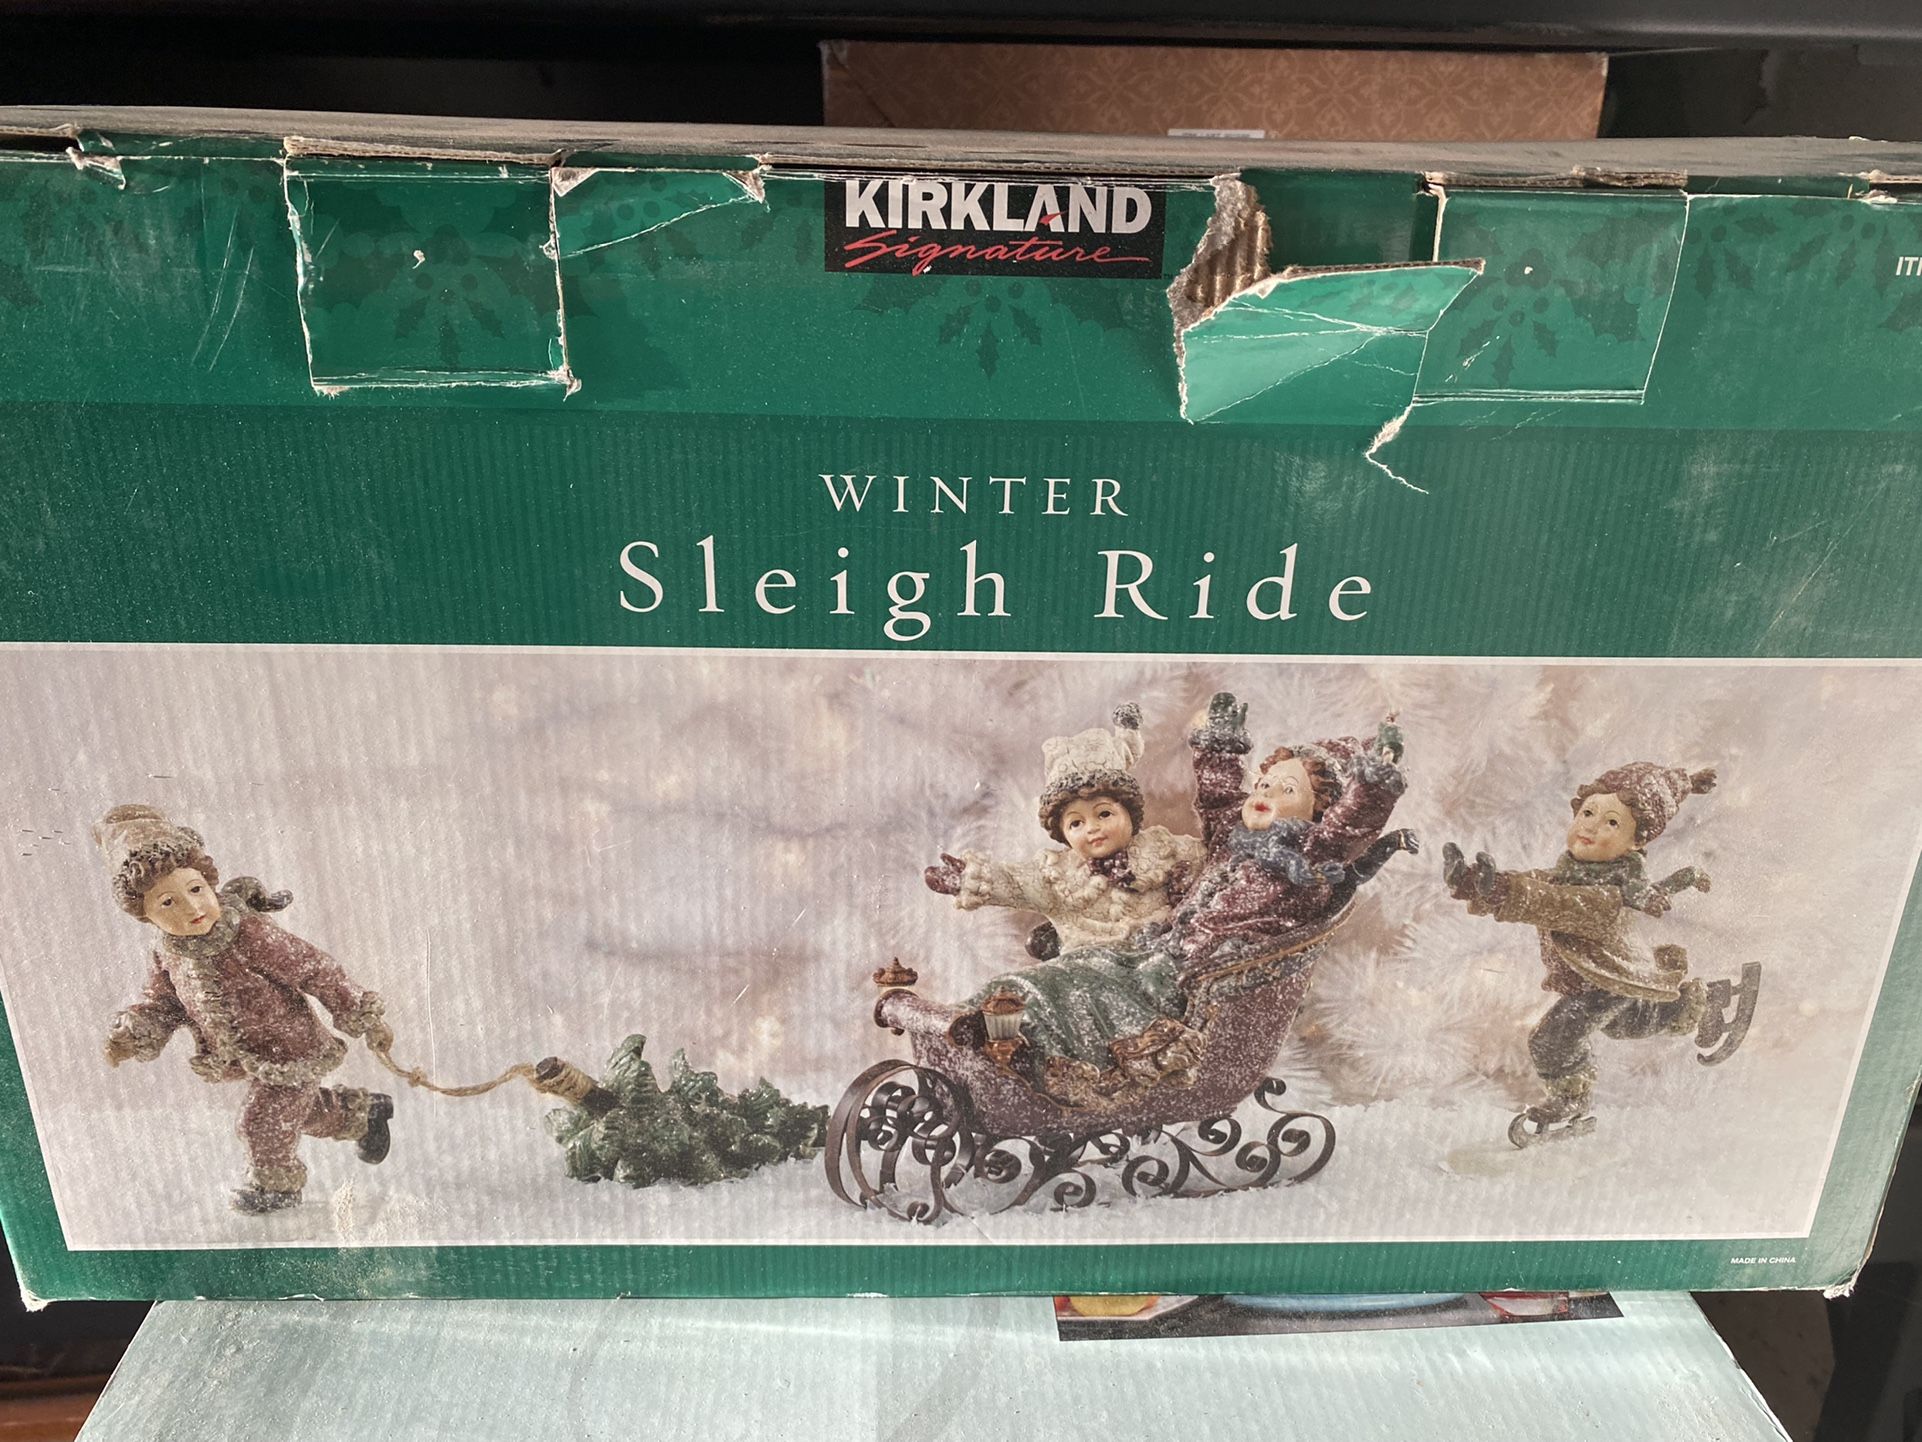 KIRKLAND
Signature
WINTER
Sleigh Ride
MADE IN CHINA